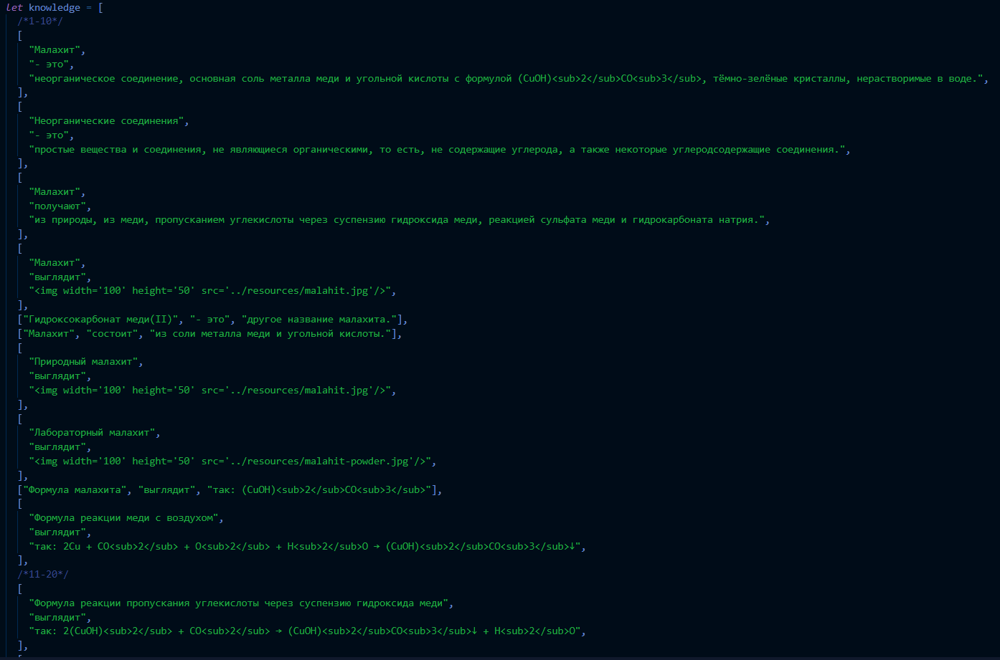 let knowledge = [
/*1-10*/
[
"Малахит",
"- это",
"неорганическое соединение, основная соль металла меди и угольной кислоты с формулой (CuOH)<sub>2</sub>CO<sub>3</sub>, тёмно-зелёные кристаллы, нерастворимые в воде.",
],
[
"Неорганические соединения",
"- это",
"простые вещества и соединения, не являющиеся органическими, то есть, не содержащие углерода, а также некоторые углеродсодержащие соединения.",
],
[
"Малахит",
"получают",
"из природы, из меди, пропусканием углекислоты через суспензию гидроксида меди, реакцией сульфата меди и гидрокарбоната натрия.",
],
[
"Малахит",
"выглядит",
"<img width='100' height='50' src='../resources/malahit.jpg'/>",
],
["Гидроксокарбонат меди(II)", "- это", "другое название малахита."],
["Малахит", "состоит", "из соли металла меди и угольной кислоты."],
[
"Природный малахит",
"выглядит",
"<img width='100' height='50' src='../resources/malahit.jpg'/>",
],
[
"Лабораторный малахит",
"выглядит",
"<img width='100' height='50' src='../resources/malahit-powder.jpg'/>",
],
["Формула малахита", "выглядит", "так: (CuOH)<sub>2</sub>CO<sub>3</sub>"],
[
"Формула реакции меди с воздухом",
"выглядит",
"так: 2Cu + CO<sub>2</sub> + O<sub>2</sub> + H<sub>2</sub>O → (CuOH)<sub>2</sub>CO<sub>3</sub>↓",
],
/*11-20*/
[
"Формула реакции пропускания углекислоты через суспензию гидроксида меди",
"выглядит",
"так: 2(CuOH)<sub>2</sub> + CO<sub>2</sub> → (CuOH)<sub>2</sub>CO<sub>3</sub>↓ + H<sub>2</sub>O",
],
[